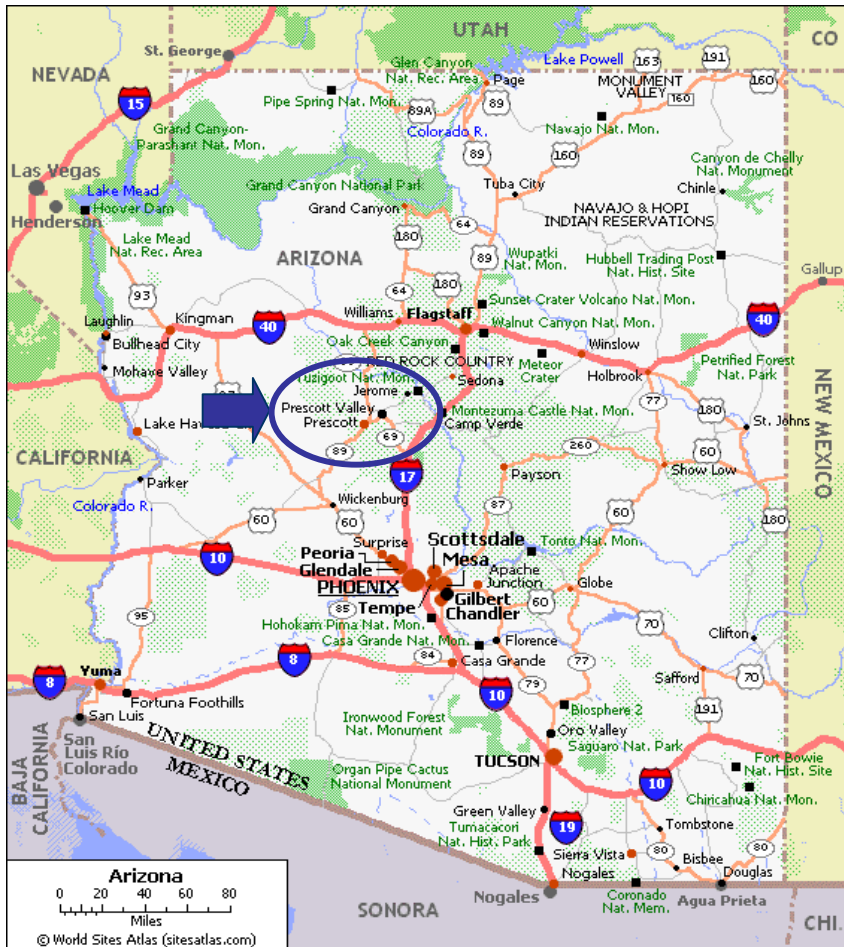 UTAH
CO
St. George
Lake Powell
Glen Canyon
Nat. Rec. Area
Page
163
191
NEVADA
MONUMENT
VALLEY
160
15
Pipe Spring Nat. Mon.
89
160
89A
Colorado R.
Navajo Nat. Mon.
Grand Canyon-
Parashant Nat. Mon.
89
160
Canyon de Chelly
Nat. Monument
Las Vegas
Lake Mead
Hoover Dam
Henderson
Grand Canyon National Park
Tuba City
Chinle
Grand Canyon
NAVAJO & HOPI
INDIAN RESERVATIONS
64
180
89
Lake Mead
Nat. Rec. Area
ARIZONA
Wupatki
Nat. Mon.
Hubbell Trading Post
Nat. Hist. Site
Gallup
93
64
180
Sunset Crater Volcano Nat. Mon.
Laughlin
Kingman
Williams
Flagstaff
Walnut Canyon Nat. Mon.
40
40
Bullhead City
Oak Creek Canyon
RED ROCK COUNTRY
Winslow
Mohave Valley
Meteor
Crater
Holbrook
Petrified Forest
Nat. Park
Tuzigoot Nat. Mon.
Sedona
Jerome
77
180
Prescott Valley
Prescott
Montezuma Castle Nat. Mon.
Camp Verde
St. Johns
69
89
260
60
CALIFORNIA
Show Low
NEW MEXICO
17
Payson
Parker
Colorado R.
Wickenburg
87
60
60
60
180
Tonto Nat. Mon.
Surprise
Scottsdale
10
Peoria
Glendale
Mesa
PHOENIX
Apache
Junction
Globe
Tempe
Gilbert
Chandler
60
85
95
Hohokam Pima Nat. Mon.
Casa Grande Nat. Mon.
Florence
70
Clifton
8
84
Casa Grande
77
Yuma
8
79
Safford
70
Fortuna Foothills
10
191
San Luis
Biosphere 2
San
Luis Río
Colorado
Ironwood Forest
Nat. Monument
Oro Valley
UNITED STATES
MEXICO
Saguaro Nat. Park
TUCSON
BAJA
CALIFORNIA
Organ Pipe Cactus
National Monument
10
Fort Bowie
Nat. Hist. Site
Chiricahua Nat. Mon.
Green Valley
19
Tombstone
Tumacacori
Nat. Hist. Park
80
80
Sierra Vista
Bisbee
Nogales
Douglas
Nogales
Coronado
Nat. Mem.
Agua Prieta
SONORA
CHI.
Arizona
0 20 40 60 80
Miles
© World Sites Atlas (sitesatlas.com)